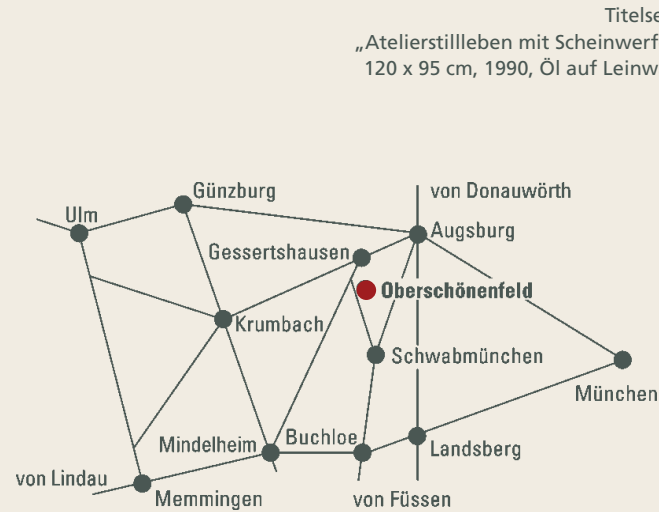 Titelse
„Atelierstillleben mit Scheinwerf
120 x 95 cm, 1990, Öl auf Leinw
Günzburg
von Donauwörth
Ulm
Augsburg
Gessertshausen
Oberschönenfeld
Krumbach
Schwabmünchen
München
Mindelheim
Buchloe
Landsberg
von Lindau
Memmingen
von Füssen